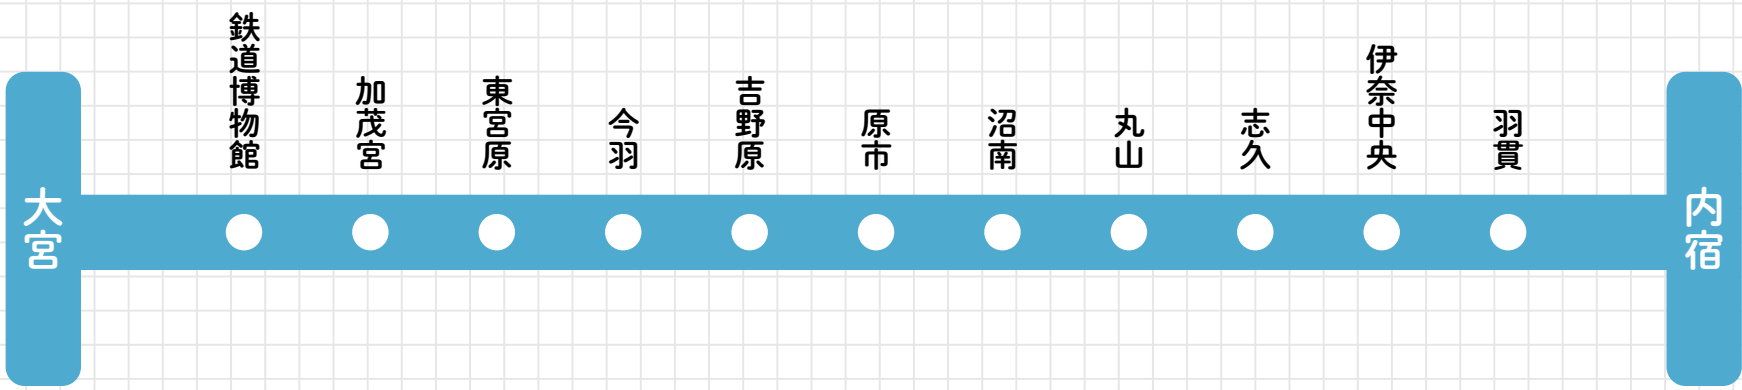 大宮
鉄道博物館
加茂宮
東宮原
今羽
吉野原
原市
沼南
丸山
志久
伊奈中央
羽貫
内宿